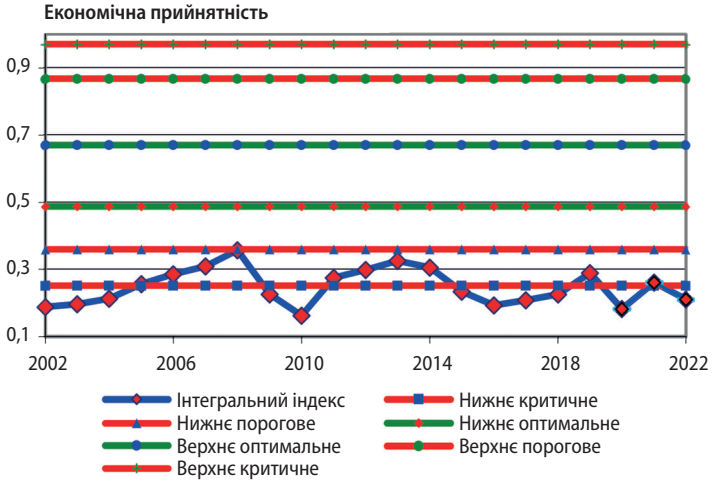 Економічна прийнятність
0,9
0,7
0,5
0,3
0,1
2002 2006 2010 2014 2018 2022
Інтегральний індекс Нижнє критичне
Нижнє порогове Нижнє оптимальне
Верхнє оптимальне Верхнє порогове
Верхнє критичне